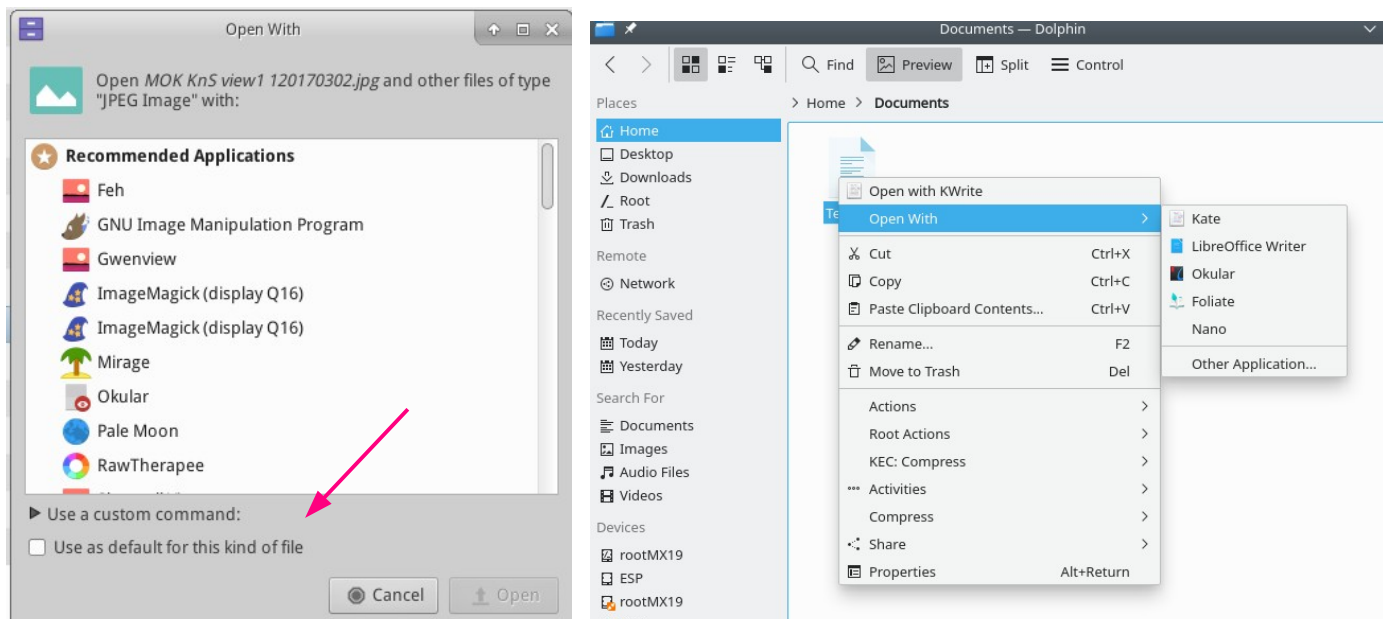 Open With
Open MOK KnS view1 120170302.jpg and other files of type
"JPEG Image" with:
Recommended Applications
Feh
GNU Image Manipulation Program
Gwenview
ImageMagick (display Q16)
ImageMagick (display Q16)
Mirage
Okular
Pale Moon
RawTherapee
Use a custom command:
Use as default for this kind of file
Cancel
Open
Documents — Dolphin
Find
Preview
Split
Control
Places
Home
Desktop
Downloads
Root
Trash
Remote
Network
Recently Saved
Today
Yesterday
Search For
Documents
Images
Audio Files
Videos
Devices
rootMX19
ESP
rootMX19
> Home > Documents
Te
Open with KWrite
Open With
Cut Ctrl+X
Copy Ctrl+C
Paste Clipboard Contents... Ctrl+V
Rename... F2
Move to Trash Del
Actions
Root Actions
KEC: Compress
Activities
Compress
Share
Properties Alt+Return
Kate
LibreOffice Writer
Okular
Foliate
Nano
Other Application...